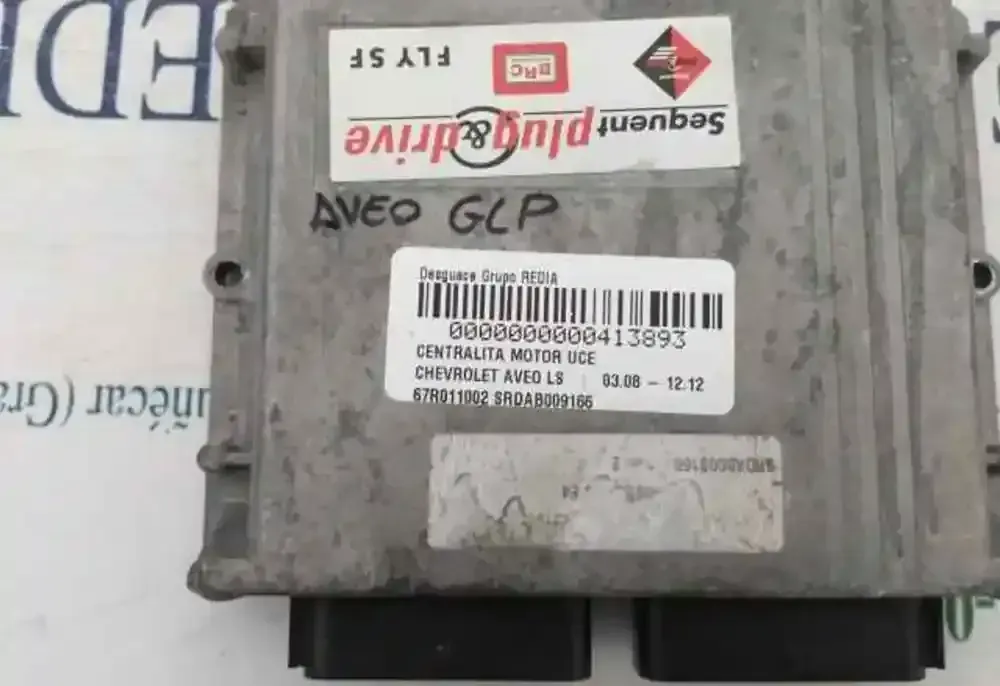 FLY SF
BRC
Sequent plug&drive
AVEO GLP
Desguace Grupo REDIA
0000000000413893
CENTRALITA MOTOR UCE
CHEVROLET AVEO LS 03.08 - 12.12
67R011002 SRDAB009166